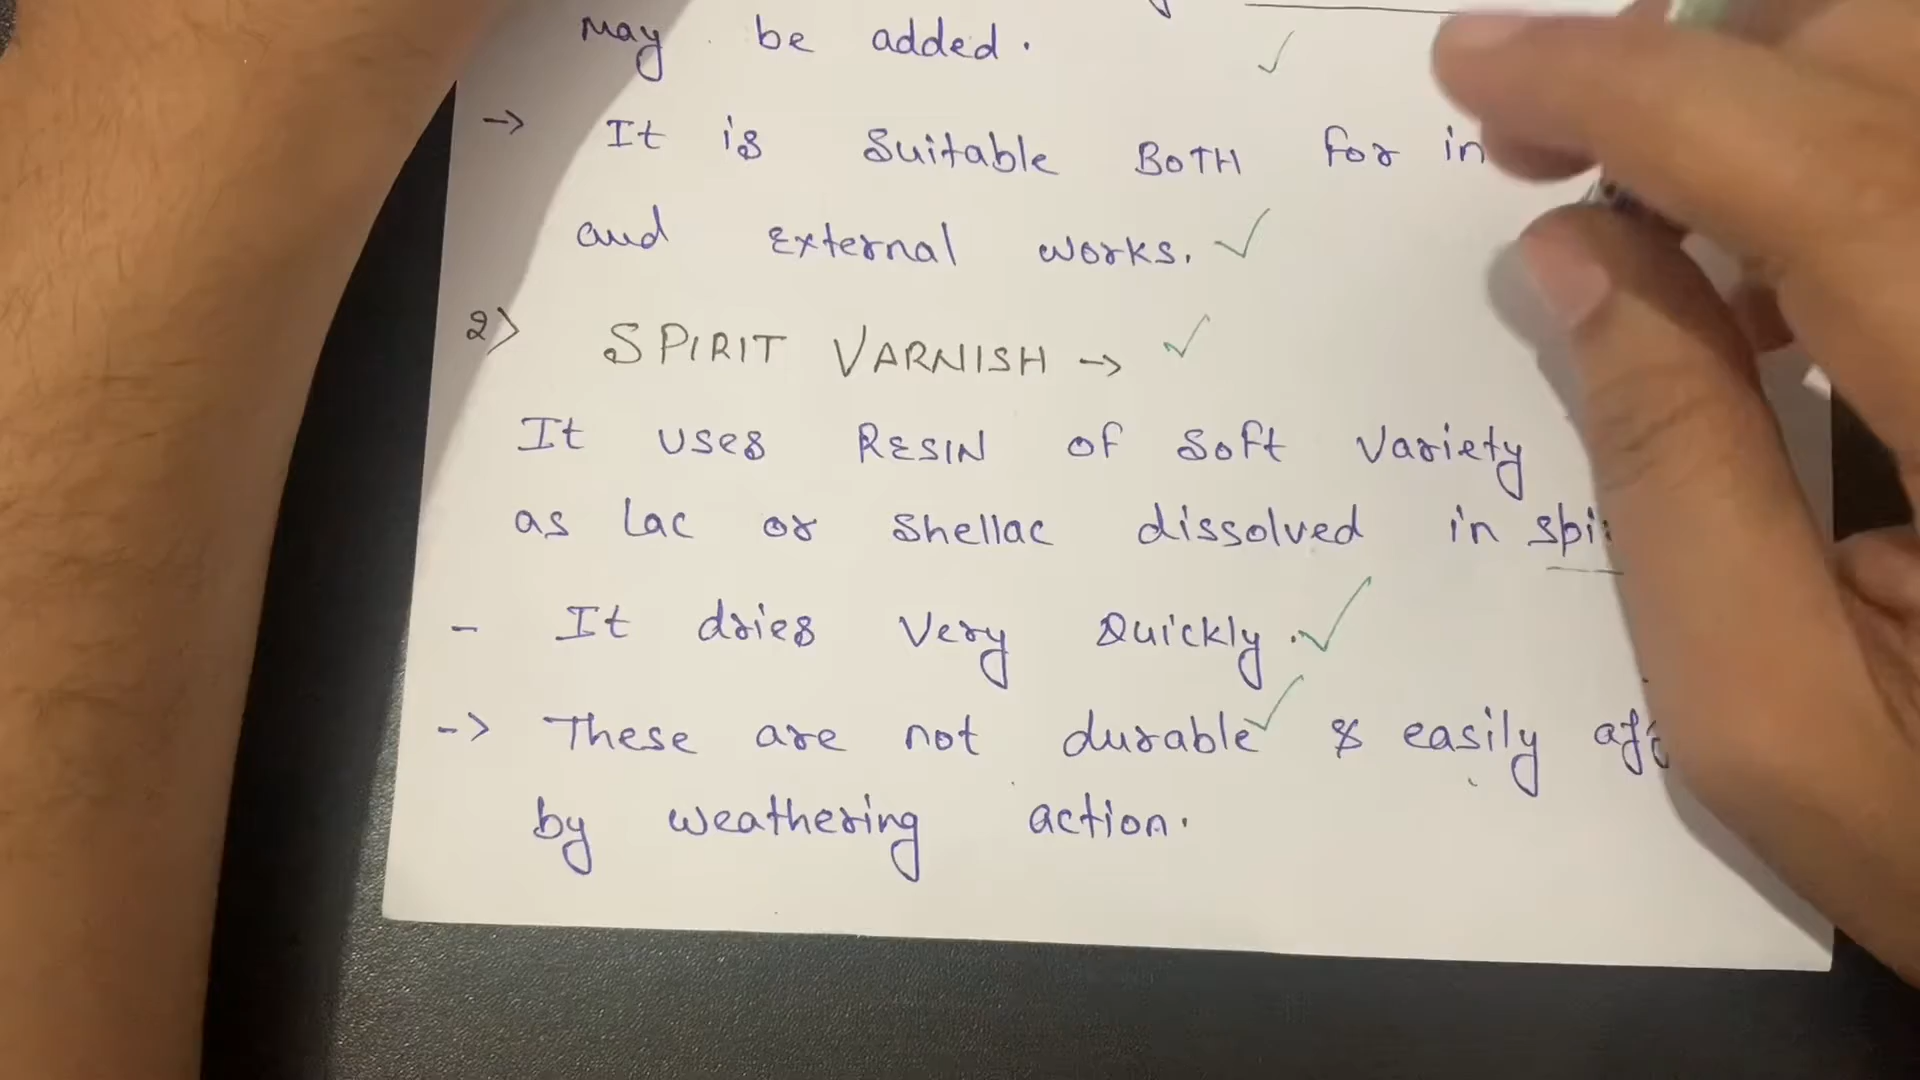 may be added.
→ It is suitable BOTH for in
and External works. ✓
2) SPIRIT VARNISH → ✓
It uses RESIN of soft variety
as lac or shellac dissolved in spi
- It dries very Quickly. ✓
-> These are not durable ✓ & easily aff
by weathering action.